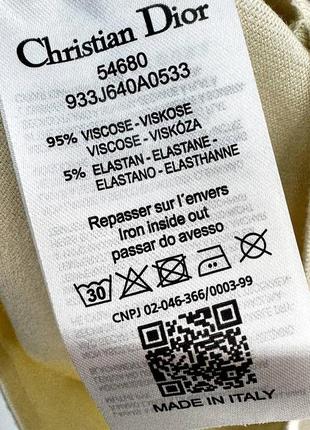 Christian Dior
54680
933J640A0533
95% VISCOSE - VISKOSE
VISCOSE - VISKÓZA
5% ELASTAN - ELASTANE -
ELASTANO - ELASTHANNE
Repasser sur l'envers
Iron inside out
passar do avesso
30
CNPJ 02-046-366/0003-99
MADE IN ITALY